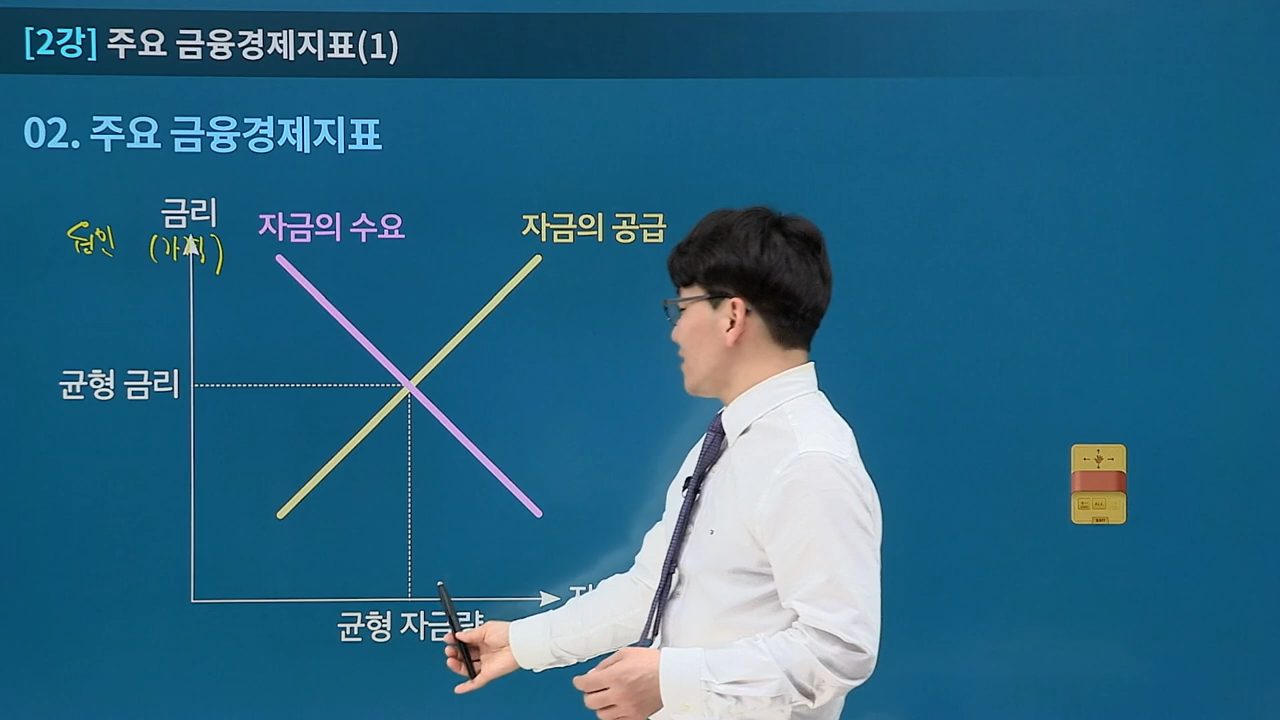 [2강] 주요 금융경제지표(1)
02. 주요 금융경제지표
금리
자금의 수요
자금의 공급
원인
(가격)
균형 금리
균형 자금량